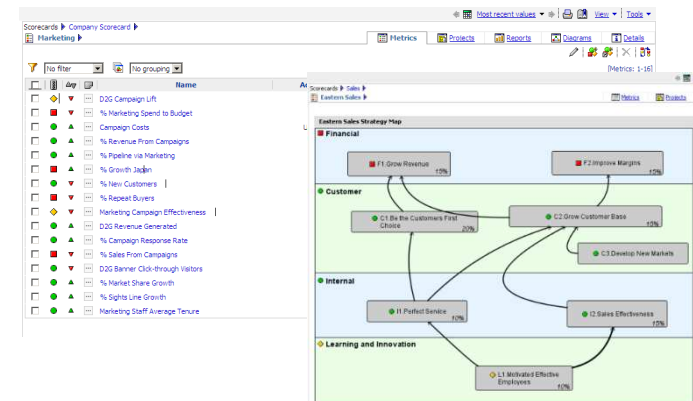 Most recent values
View
Tools
Scorecards Company Scorecard
Marketing
Metrics
Projects
Reports
Diagrams
Details
No filter
No grouping
[Metrics: 1-16]
Name
D2G Campaign Lift
% Marketing Spend to Budget
Campaign Costs
% Revenue From Campaigns
% Pipeline via Marketing
% Growth Japan
% New Customers
% Repeat Buyers
Marketing Campaign Effectiveness
D2G Revenue Generated
% Campaign Response Rate
% Sales From Campaigns
D2G Banner Click-through Visitors
% Market Share Growth
% Sights Line Growth
Marketing Staff Average Tenure
Scorecards Sales
Eastern Sales
Metrics
Projects
Eastern Sales Strategy Map
Financial
F1.Grow Revenue
15%
F2.Improve Margins
15%
Customer
C1.Be the Customers First
Choice
20%
C2.Grow Customer Base
15%
C3.Develop New Markets
Internal
I1.Perfect Service
10%
I2.Sales Effectiveness
15%
Learning and Innovation
L1.Motivated Effective
Employees
10%